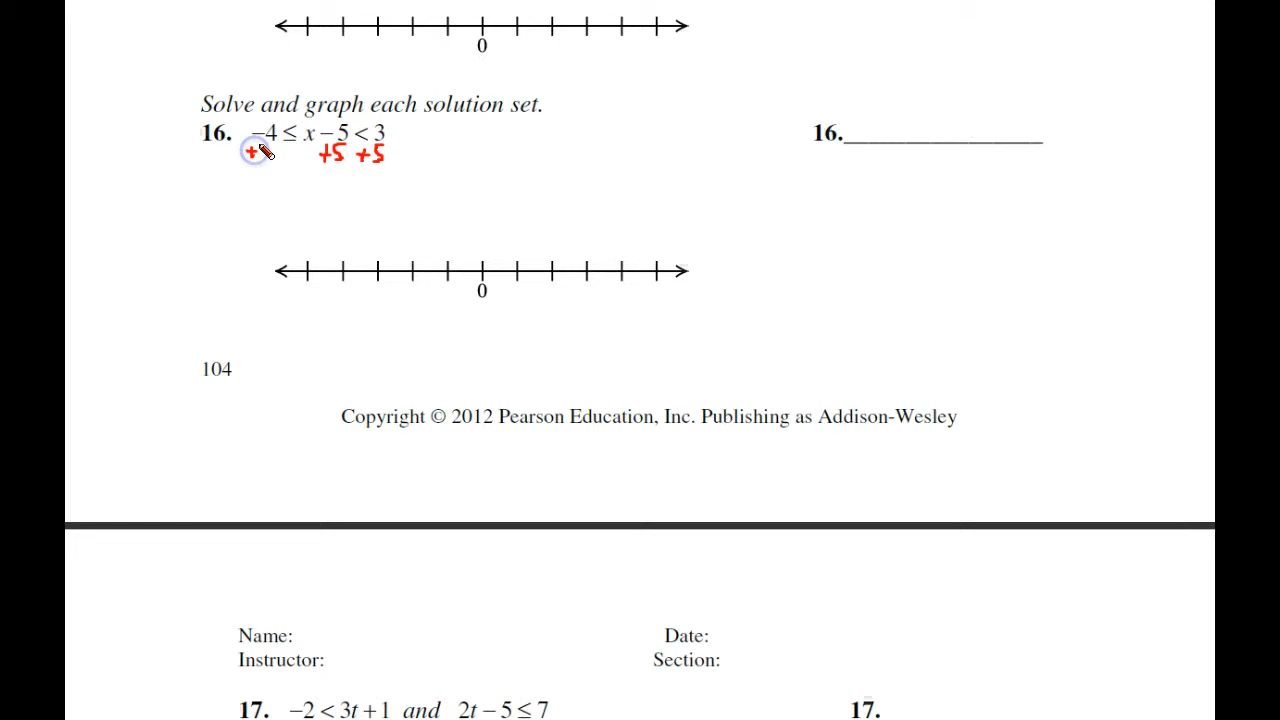 0
Solve and graph each solution set.
16. −4 ≤ x − 5 < 3 16.
+ +5 +5
0
104
Copyright © 2012 Pearson Education, Inc. Publishing as Addison-Wesley
Name: Date:
Instructor: Section:
17. −2 < 3t + 1 and 2t − 5 ≤ 7 17.